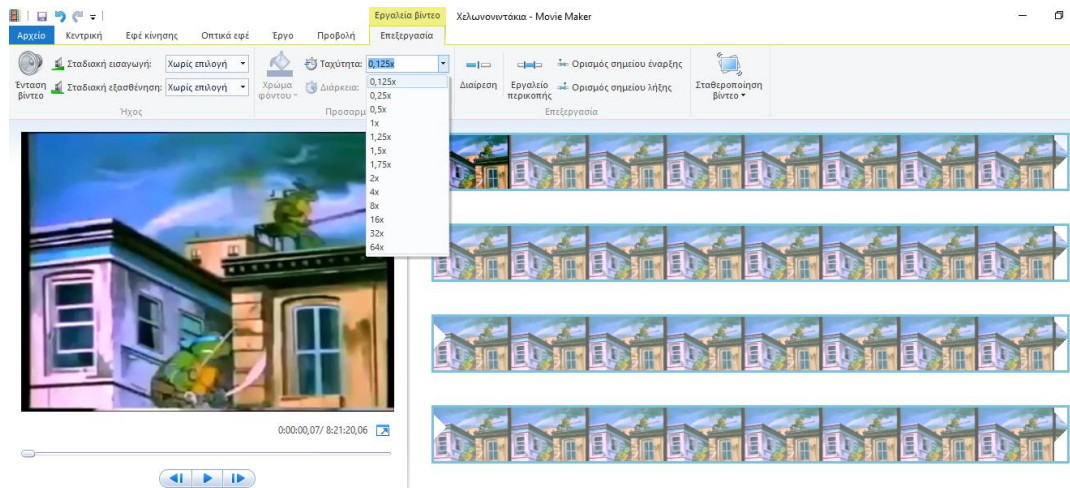 Εργαλεία βίντεο
Χελωνονιντάκια - Movie Maker
Αρχείο Κεντρική Εφέ κίνησης Οπτικά εφέ Έργο Προβολή Επεξεργασία
Ένταση βίντεο
Σταδιακή εισαγωγή: Χωρίς επιλογή
Σταδιακή εξασθένηση: Χωρίς επιλογή
Ήχος
Χρώμα φόντου
Ταχύτητα: 0,125x
Διάρκεια:
Προσαρμ
0,125x
0,25x
0,5x
1x
1,25x
1,5x
1,75x
2x
4x
8x
16x
32x
64x
Διαίρεση
Εργαλείο περικοπής
Ορισμός σημείου έναρξης
Ορισμός σημείου λήξης
Επεξεργασία
Σταθεροποίηση βίντεο
0:00:00,07/ 8:21:20,06